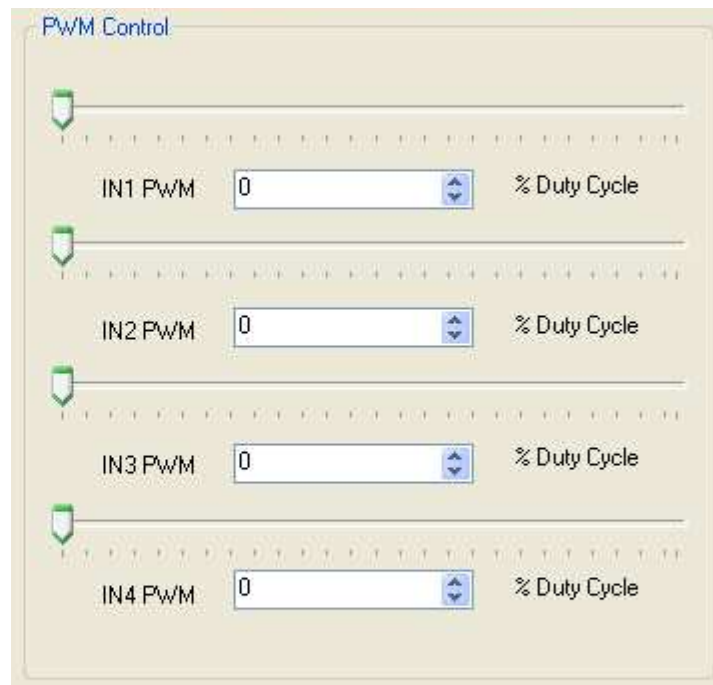 PWM Control
IN1 PWM 0 % Duty Cycle
IN2 PWM 0 % Duty Cycle
IN3 PWM 0 % Duty Cycle
IN4 PWM 0 % Duty Cycle